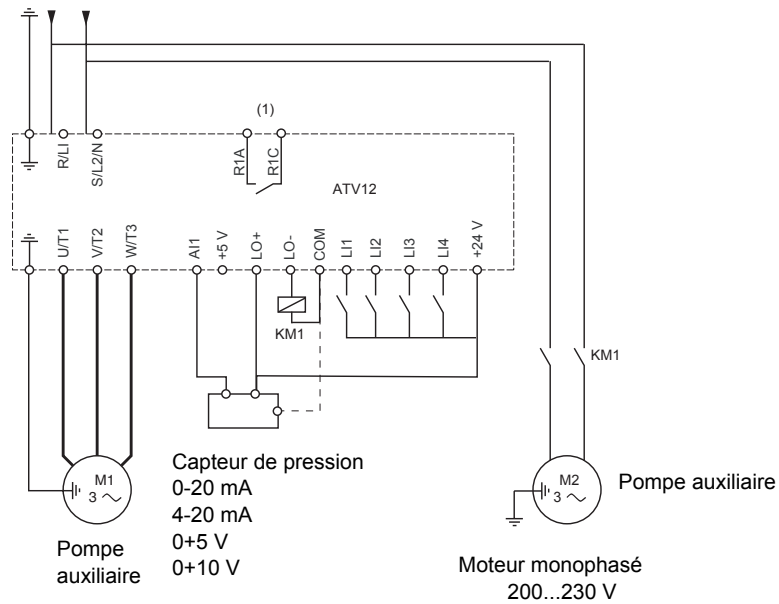 (1)
R/LI
S/L2/N
R1A
R1C
ATV12
U/T1
V/T2
W/T3
AI1
+5 V
LO+
LO-
COM
LI1
LI2
LI3
LI4
+24 V
KM1
KM1
M1
3
Pompe
auxiliaire
Capteur de pression
0-20 mA
4-20 mA
0+5 V
0+10 V
M2
3
Pompe auxiliaire
Moteur monophasé
200...230 V